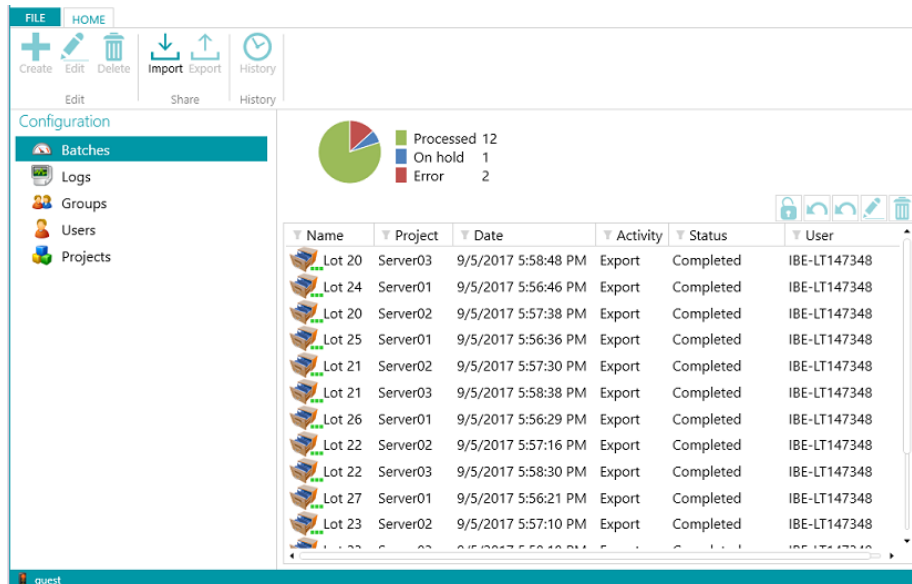 FILE HOME
Create Edit Delete Import Export History
Edit Share History
Configuration
Batches
Logs
Groups
Users
Projects
Processed 12
On hold 1
Error 2
Name Project Date Activity Status User
Lot 20 Server03 9/5/2017 5:58:48 PM Export Completed IBE-LT147348
Lot 24 Server01 9/5/2017 5:56:46 PM Export Completed IBE-LT147348
Lot 20 Server02 9/5/2017 5:57:38 PM Export Completed IBE-LT147348
Lot 25 Server01 9/5/2017 5:56:36 PM Export Completed IBE-LT147348
Lot 21 Server02 9/5/2017 5:57:30 PM Export Completed IBE-LT147348
Lot 21 Server03 9/5/2017 5:58:38 PM Export Completed IBE-LT147348
Lot 26 Server01 9/5/2017 5:56:29 PM Export Completed IBE-LT147348
Lot 22 Server02 9/5/2017 5:57:16 PM Export Completed IBE-LT147348
Lot 22 Server03 9/5/2017 5:58:30 PM Export Completed IBE-LT147348
Lot 27 Server01 9/5/2017 5:56:21 PM Export Completed IBE-LT147348
Lot 23 Server02 9/5/2017 5:57:10 PM Export Completed IBE-LT147348
guest